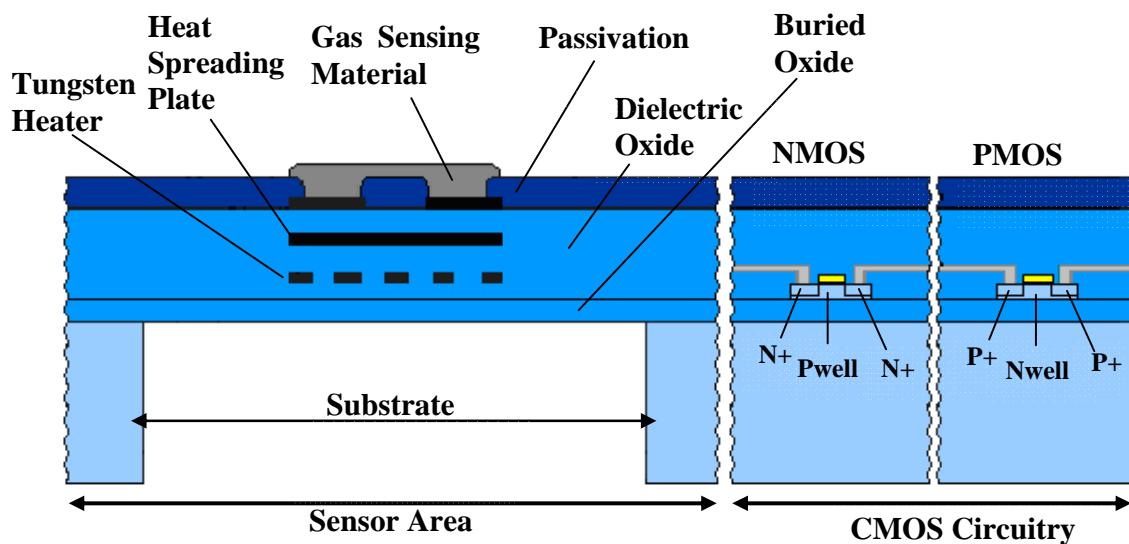 Heat
Spreading
Plate
Gas Sensing
Material
Passivation
Buried
Oxide
Tungsten
Heater
Dielectric
Oxide
NMOS
PMOS
N+
Pwell
N+
P+
Nwell
P+
Substrate
Sensor Area
CMOS Circuitry